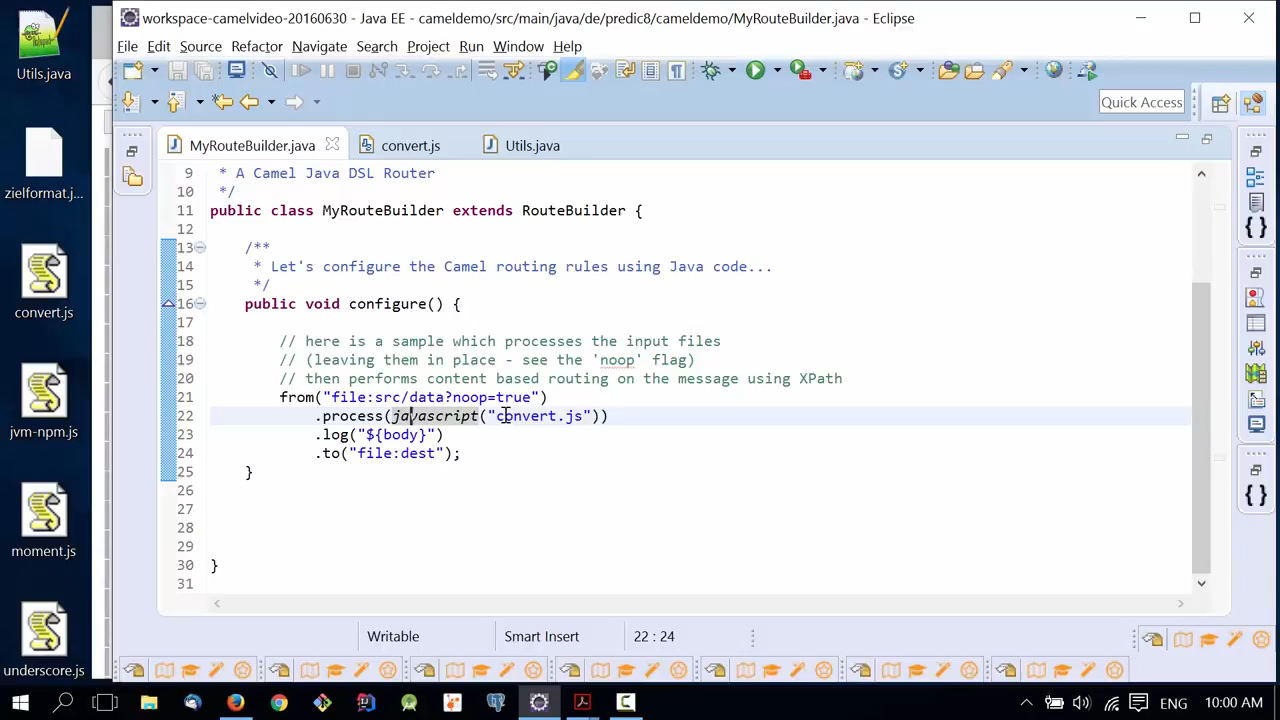 workspace-camelvideo-20160630 - Java EE - cameldemo/src/main/java/de/predic8/cameldemo/MyRouteBuilder.java - Eclipse
File Edit Source Refactor Navigate Search Project Run Window Help
Quick Access
MyRouteBuilder.java convert.js Utils.java
9 * A Camel Java DSL Router
10 */
11 public class MyRouteBuilder extends RouteBuilder {
12
13 /**
14 * Let's configure the Camel routing rules using Java code...
15 */
16 public void configure() {
17
18 // here is a sample which processes the input files
19 // (leaving them in place - see the 'noop' flag)
20 // then performs content based routing on the message using XPath
21 from("file:src/data?noop=true")
22 .process(javascript("convert.js"))
23 .log("${body}")
24 .to("file:dest");
25 }
26
27
28
29
30 }
31
Writable Smart Insert 22 : 24
Utils.java
zielformat.j...
convert.js
jvm-npm.js
moment.js
underscore.js
ENG 10:00 AM